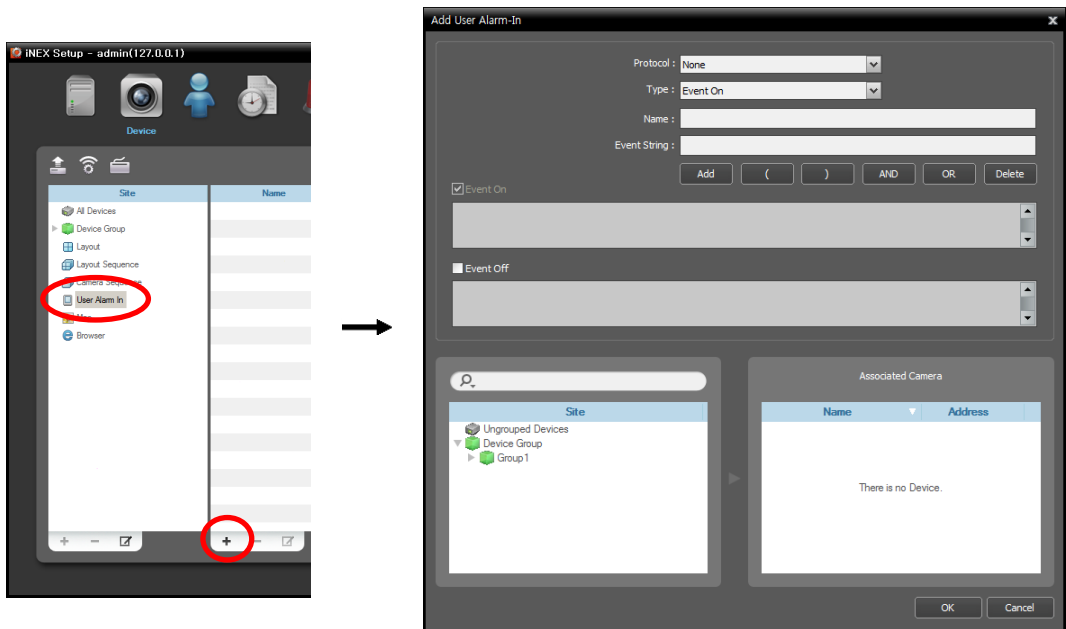 iNEX Setup - admin(127.0.0.1)
Device
Site
Name
All Devices
Device Group
Layout
Layout Sequence
Camera Sequence
User Alarm In
Map
Browser
Add User Alarm-In
Protocol :
None
Type :
Event On
Name :
Event String :
Add
(
)
AND
OR
Delete
Event On
Event Off
Site
Ungrouped Devices
Device Group
Group1
Associated Camera
Name
Address
There is no Device.
OK
Cancel